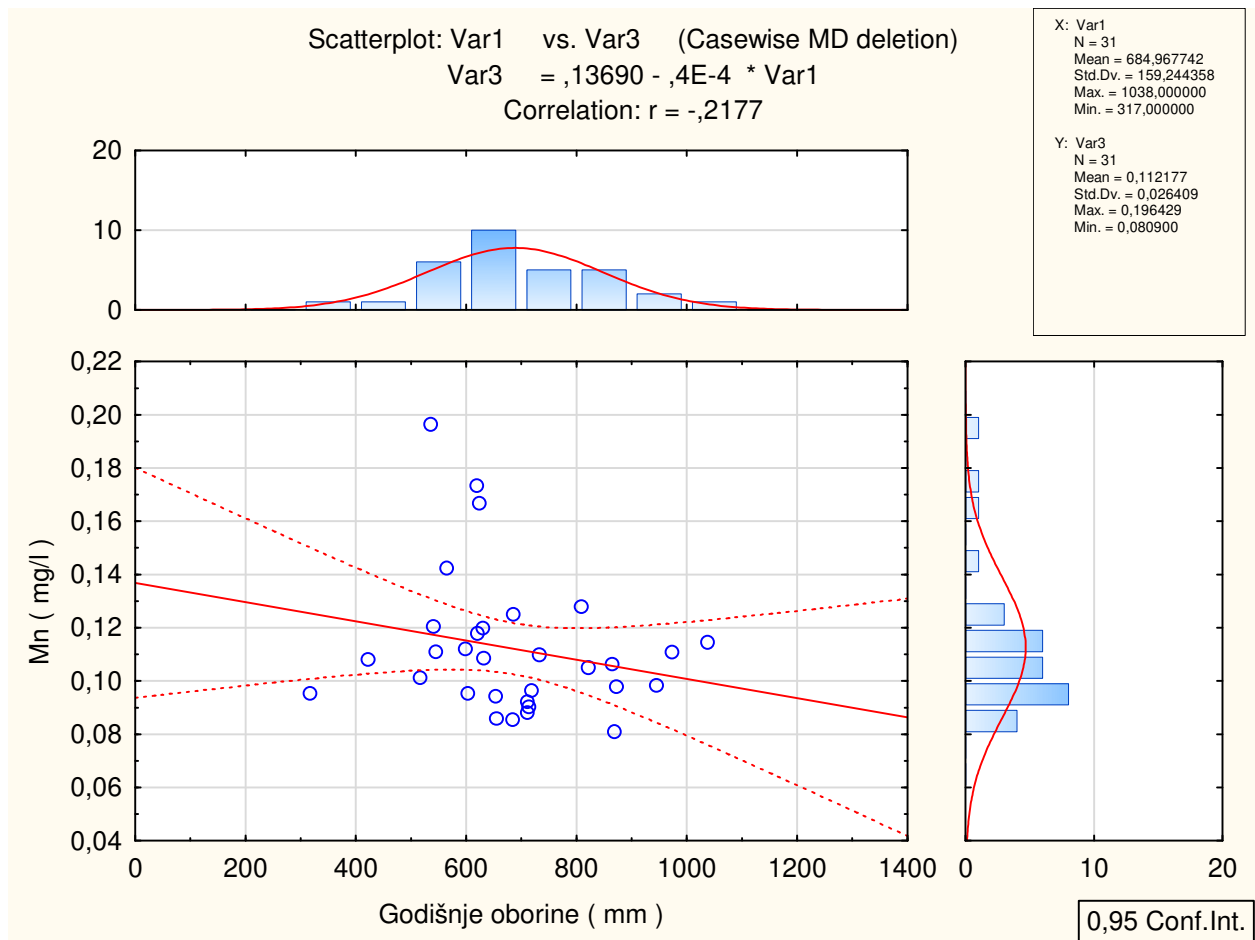 Scatterplot: Var1 vs. Var3 (Casewise MD deletion)
Var3 = ,13690 - ,4E-4 * Var1
Correlation: r = -,2177
X: Var1
N = 31
Mean = 684,967742
Std.Dv. = 159,244358
Max. = 1038,000000
Min. = 317,000000
Y: Var3
N = 31
Mean = 0,112177
Std.Dv. = 0,026409
Max. = 0,196429
Min. = 0,080900
20
10
0
0,22
0,20
0,18
0,16
0,14
0,12
0,10
0,08
0,06
0,04
Mn ( mg/l )
0 200 400 600 800 1000 1200 1400
Godišnje oborine ( mm )
0 10 20
0,95 Conf.Int.